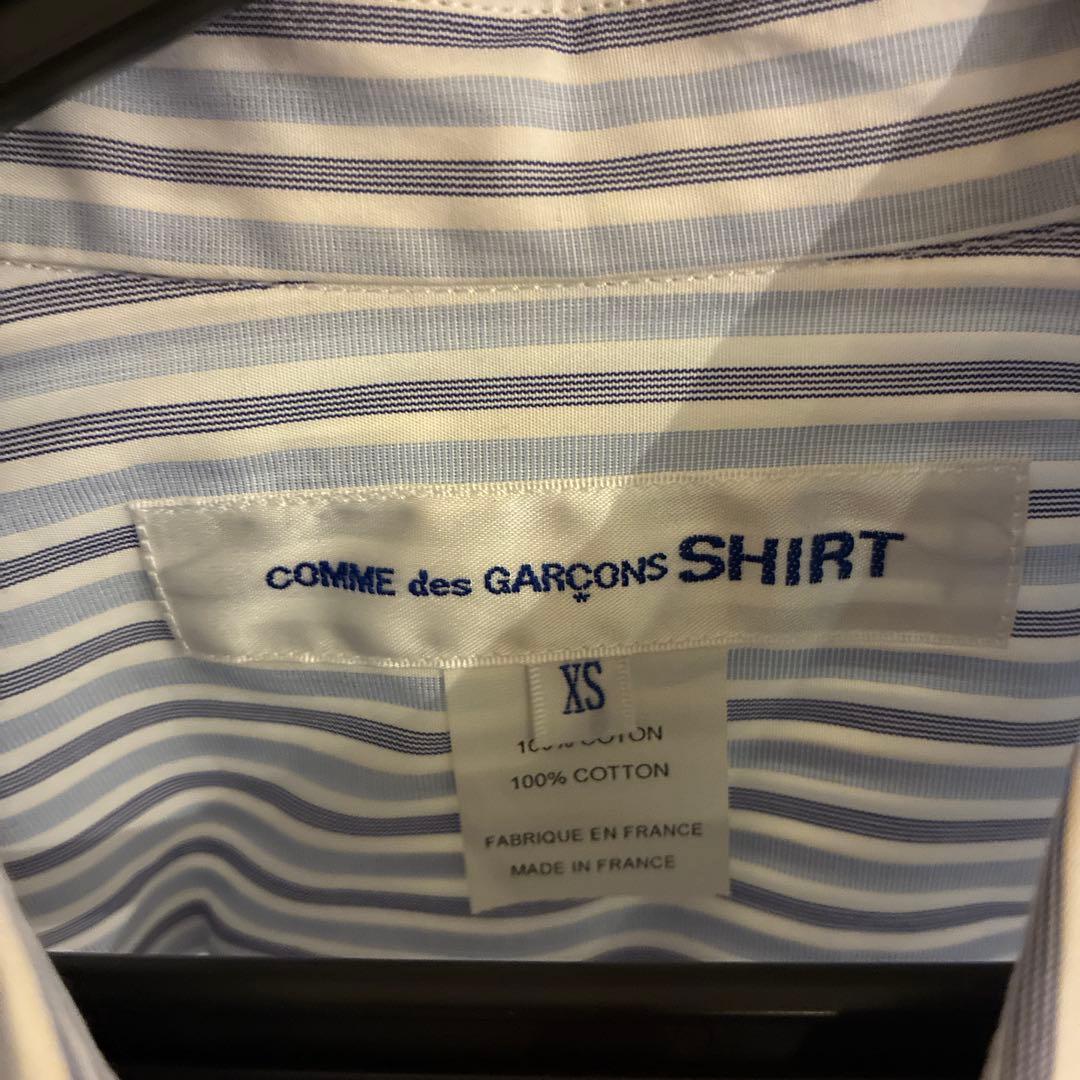 COMME des GARÇONS SHIRT
XS
100% COTON
100% COTTON
FABRIQUE EN FRANCE
MADE IN FRANCE